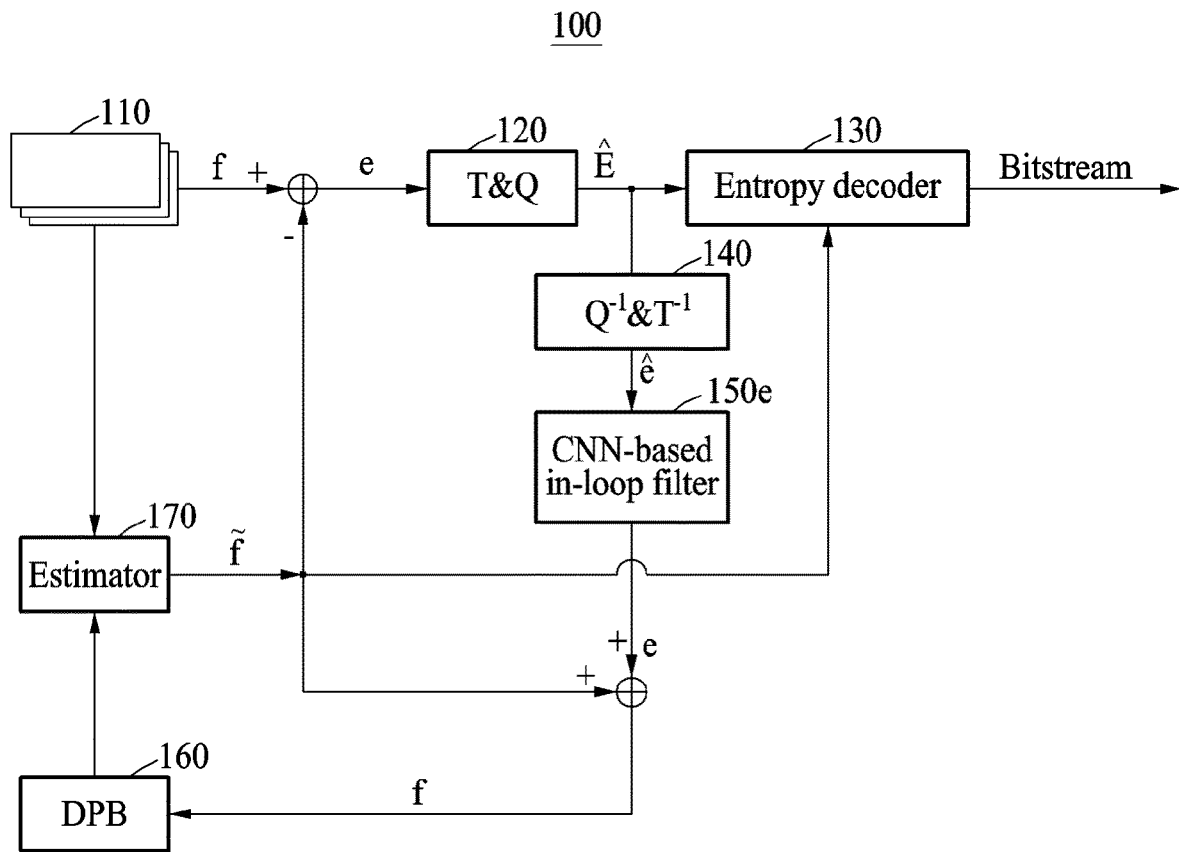 100
110
f
+
e
120
T&Q
Ê
130
Entropy decoder
Bitstream
-
140
Q⁻¹&T⁻¹
ê
150e
CNN-based
in-loop filter
170
Estimator
f̃
+
e
+
160
DPB
f